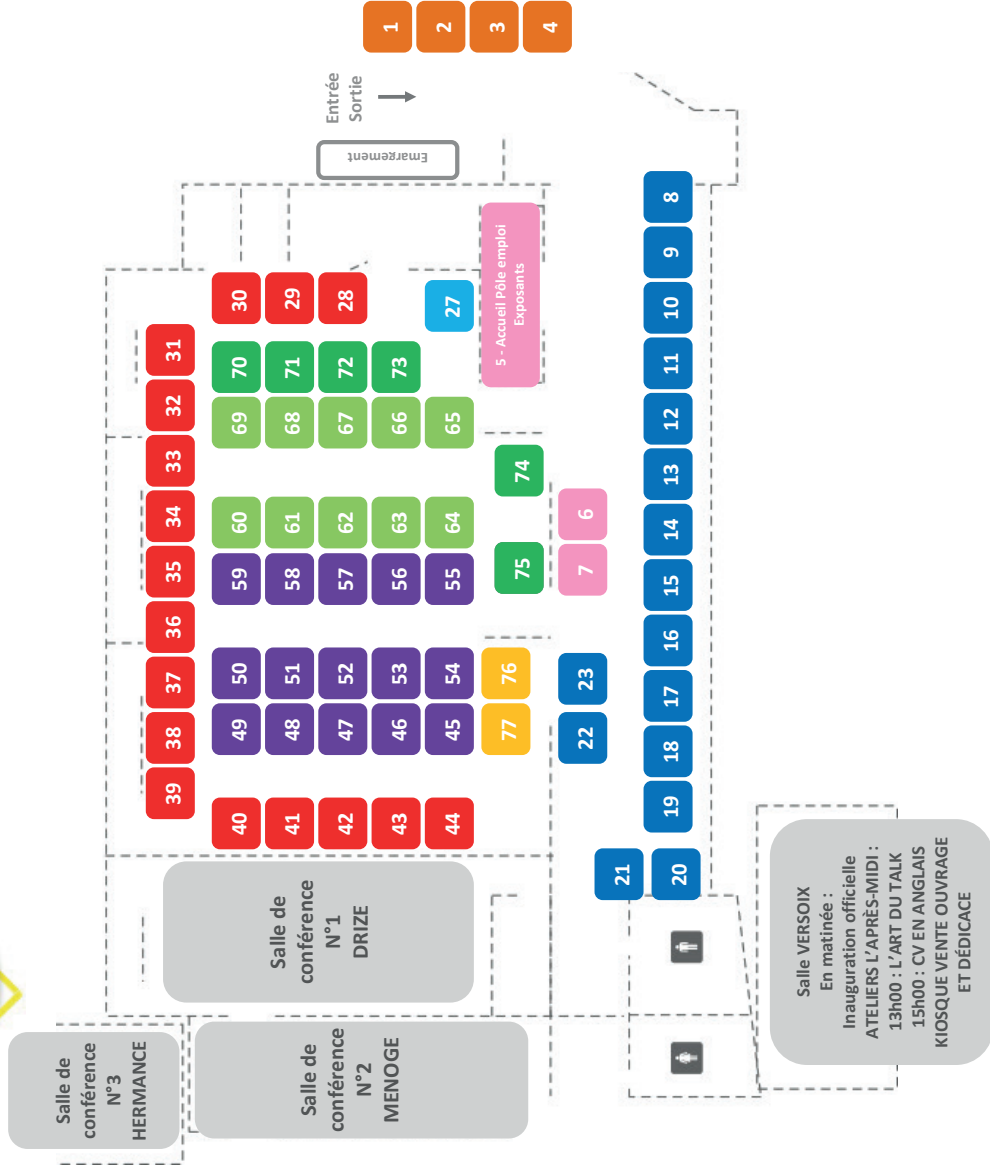 1
2
3
4
Entrée
Sortie
Emargement
5 - Accueil Pôle emploi
Exposants
6
7
8
9
10
11
12
13
14
15
16
17
18
19
20
21
22
23
27
28
29
30
31
32
33
34
35
36
37
38
39
40
41
42
43
44
45
46
47
48
49
50
51
52
53
54
55
56
57
58
59
60
61
62
63
64
65
66
67
68
69
70
71
72
73
74
75
76
77
Salle de
conférence
N°1
DRIZE
Salle de
conférence
N°2
MENOGE
Salle de
conférence
N°3
HERMANCE
Salle VERSOIX
En matinée :
Inauguration officielle
ATELIERS L'APRÈS-MIDI :
13h00 : L'ART DU TALK
15h00 : CV EN ANGLAIS
KIOSQUE VENTE OUVRAGE
ET DÉDICACE